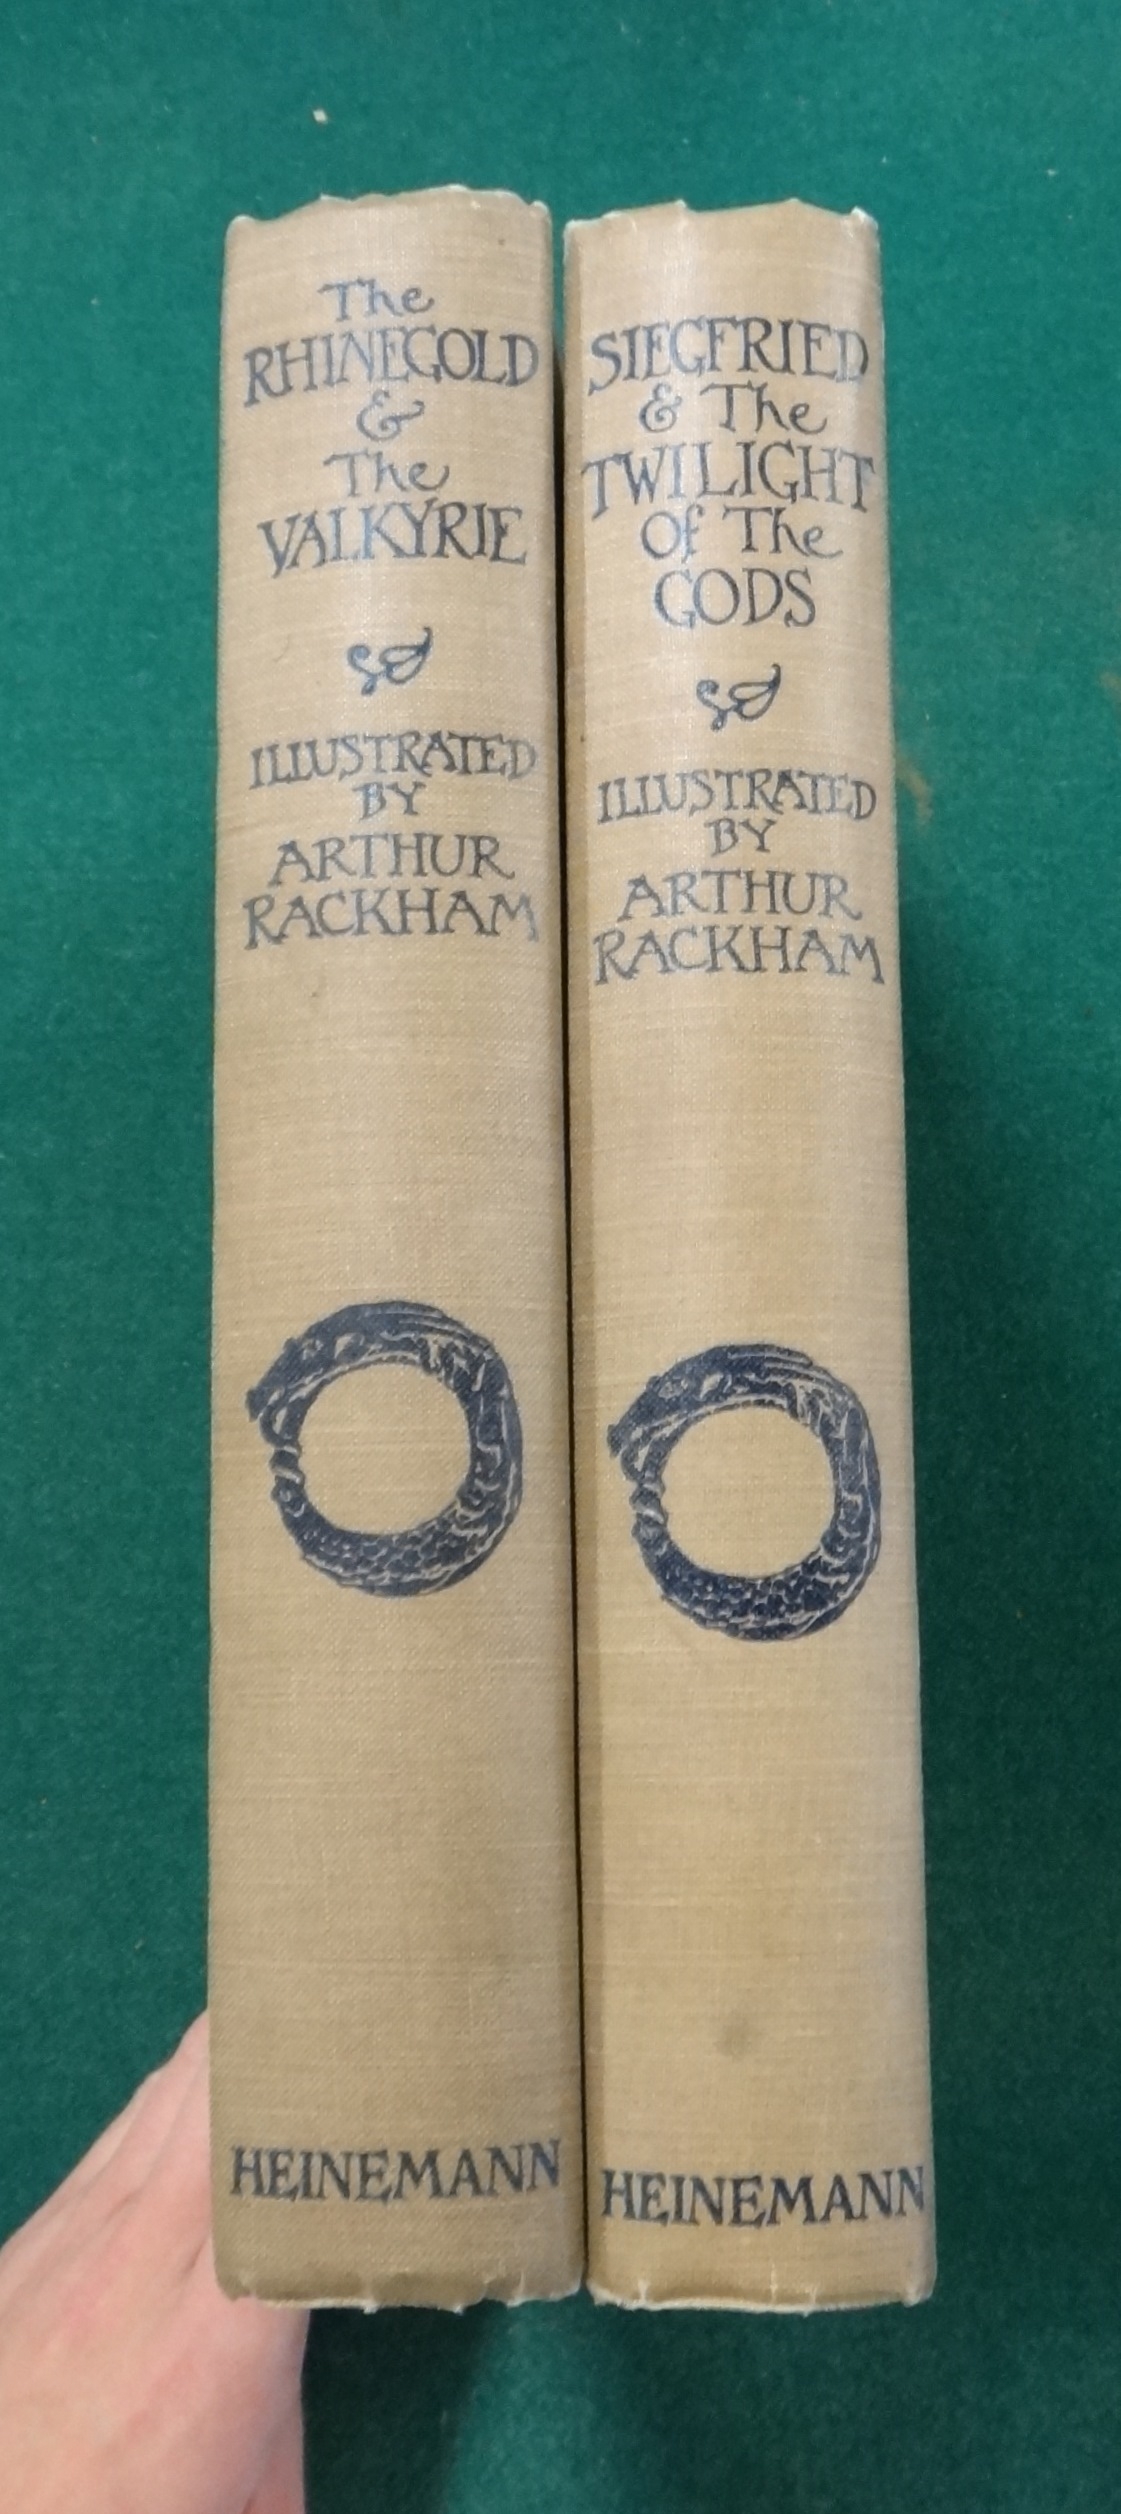 The
RHINEGOLD
&
The
VALKYRIE
ILLUSTRATED
BY
ARTHUR
RACKHAM
HEINEMANN
SIEGFRIED
& The
TWILIGHT
Of The
GODS
ILLUSTRATED
BY
ARTHUR
RACKHAM
HEINEMANN